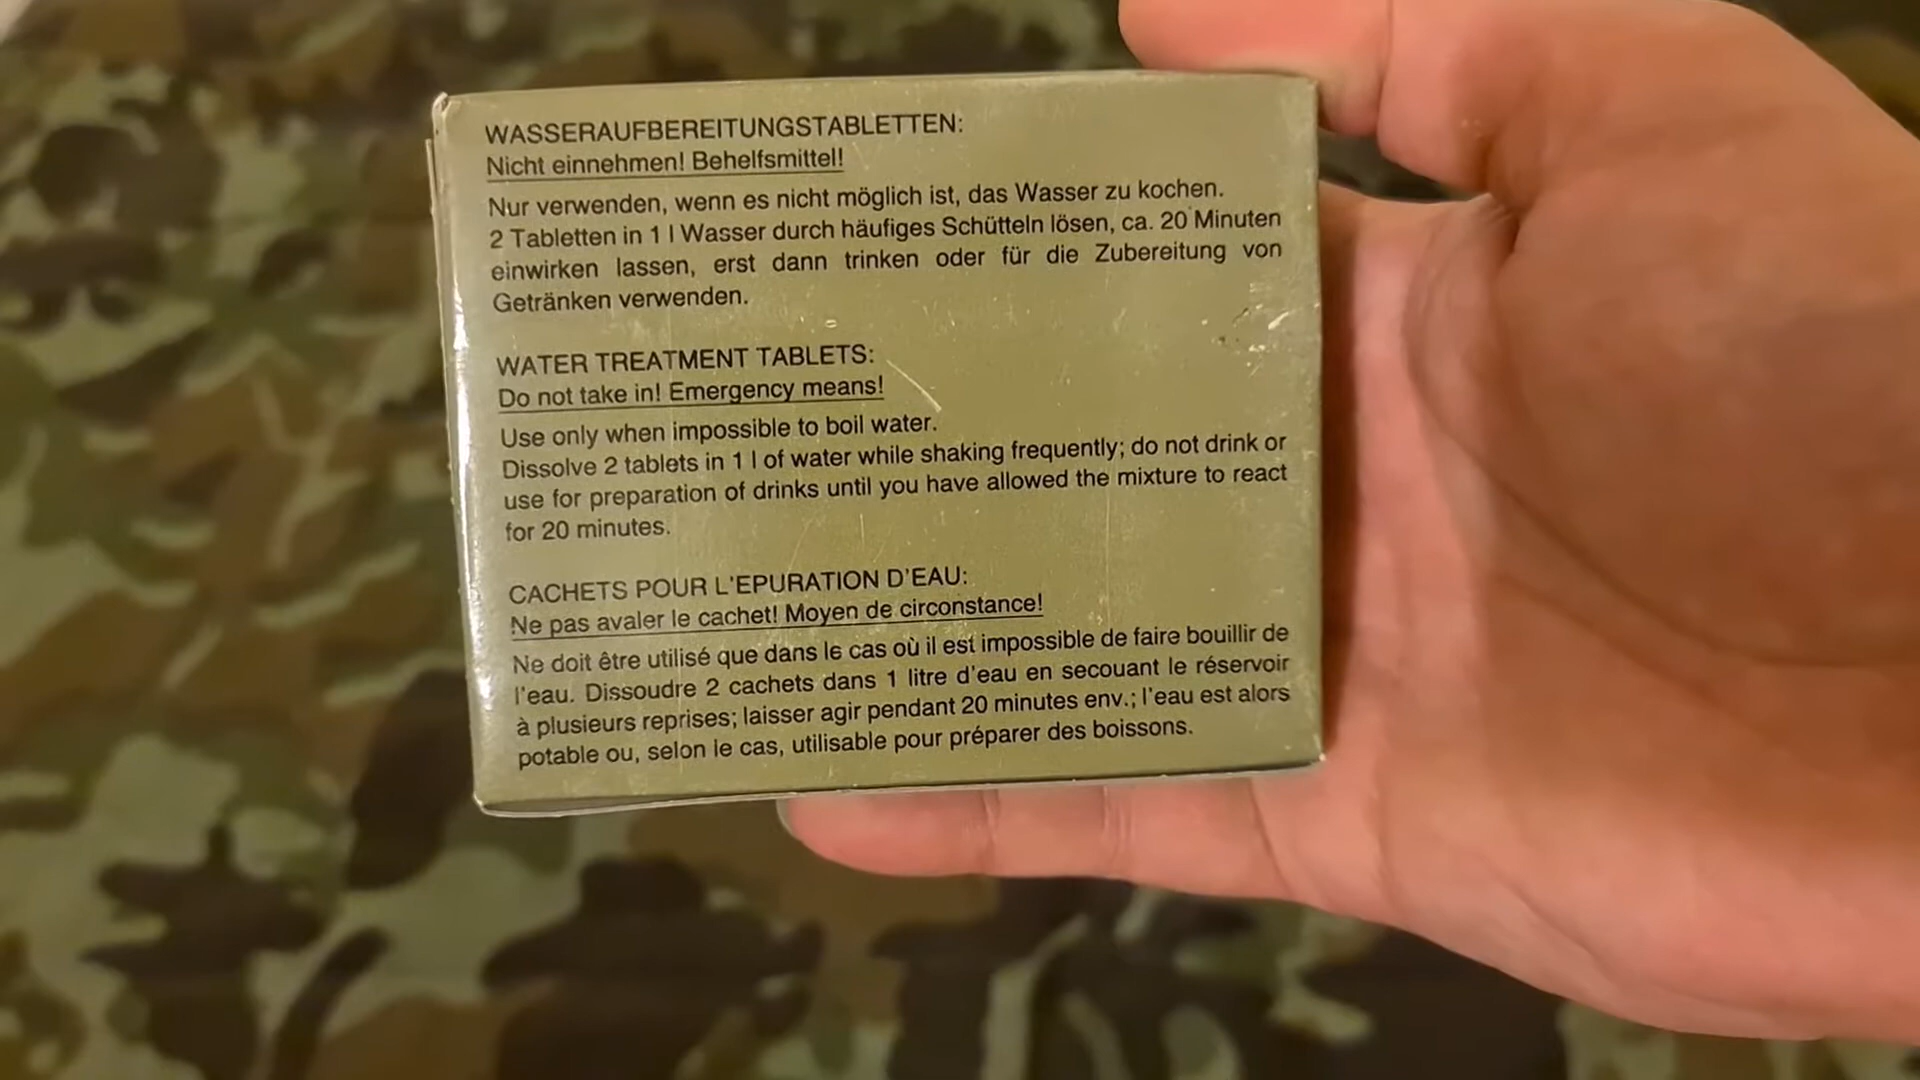 WASSERAUFBEREITUNGSTABLETTEN:
Nicht einnehmen! Behelfsmittel!
Nur verwenden, wenn es nicht möglich ist, das Wasser zu kochen.
2 Tabletten in 1 l Wasser durch häufiges Schütteln lösen, ca. 20 Minuten
einwirken lassen, erst dann trinken oder für die Zubereitung von
Getränken verwenden.
WATER TREATMENT TABLETS:
Do not take in! Emergency means!
Use only when impossible to boil water.
Dissolve 2 tablets in 1 l of water while shaking frequently; do not drink or
use for preparation of drinks until you have allowed the mixture to react
for 20 minutes.
CACHETS POUR L'EPURATION D'EAU:
Ne pas avaler le cachet! Moyen de circonstance!
Ne doit être utilisé que dans le cas où il est impossible de faire bouillir de
l'eau. Dissoudre 2 cachets dans 1 litre d'eau en secouant le réservoir
à plusieurs reprises; laisser agir pendant 20 minutes env.; l'eau est alors
potable ou, selon le cas, utilisable pour préparer des boissons.